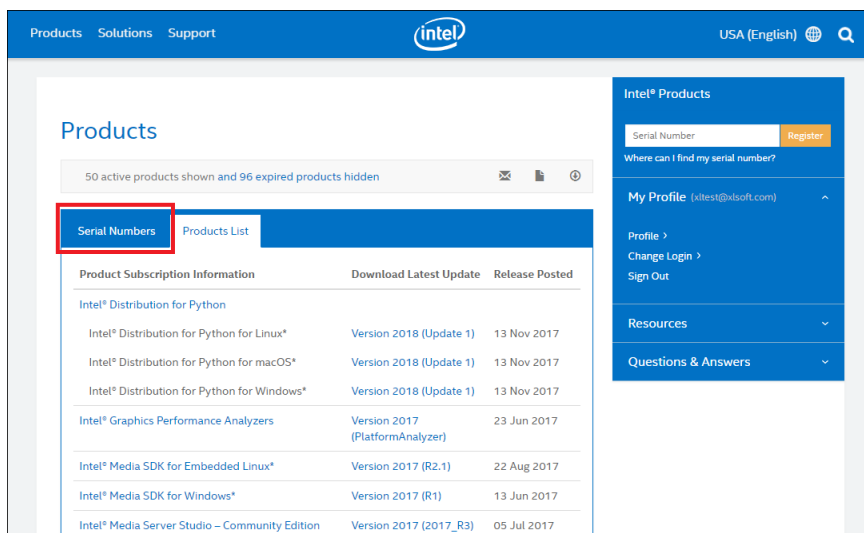 Products Solutions Support
intel
USA (English)
Products
50 active products shown and 96 expired products hidden
Serial Numbers Products List
Product Subscription Information Download Latest Update Release Posted
Intel® Distribution for Python
Intel® Distribution for Python for Linux* Version 2018 (Update 1) 13 Nov 2017
Intel® Distribution for Python for macOS* Version 2018 (Update 1) 13 Nov 2017
Intel® Distribution for Python for Windows* Version 2018 (Update 1) 13 Nov 2017
Intel® Graphics Performance Analyzers Version 2017 23 Jun 2017
(PlatformAnalyzer)
Intel® Media SDK for Embedded Linux* Version 2017 (R2.1) 22 Aug 2017
Intel® Media SDK for Windows* Version 2017 (R1) 13 Jun 2017
Intel® Media Server Studio – Community Edition Version 2017 (2017_R3) 05 Jul 2017
Intel® Products
Serial Number Register
Where can I find my serial number?
My Profile (xltest@xlsoft.com)
Profile >
Change Login >
Sign Out
Resources
Questions & Answers